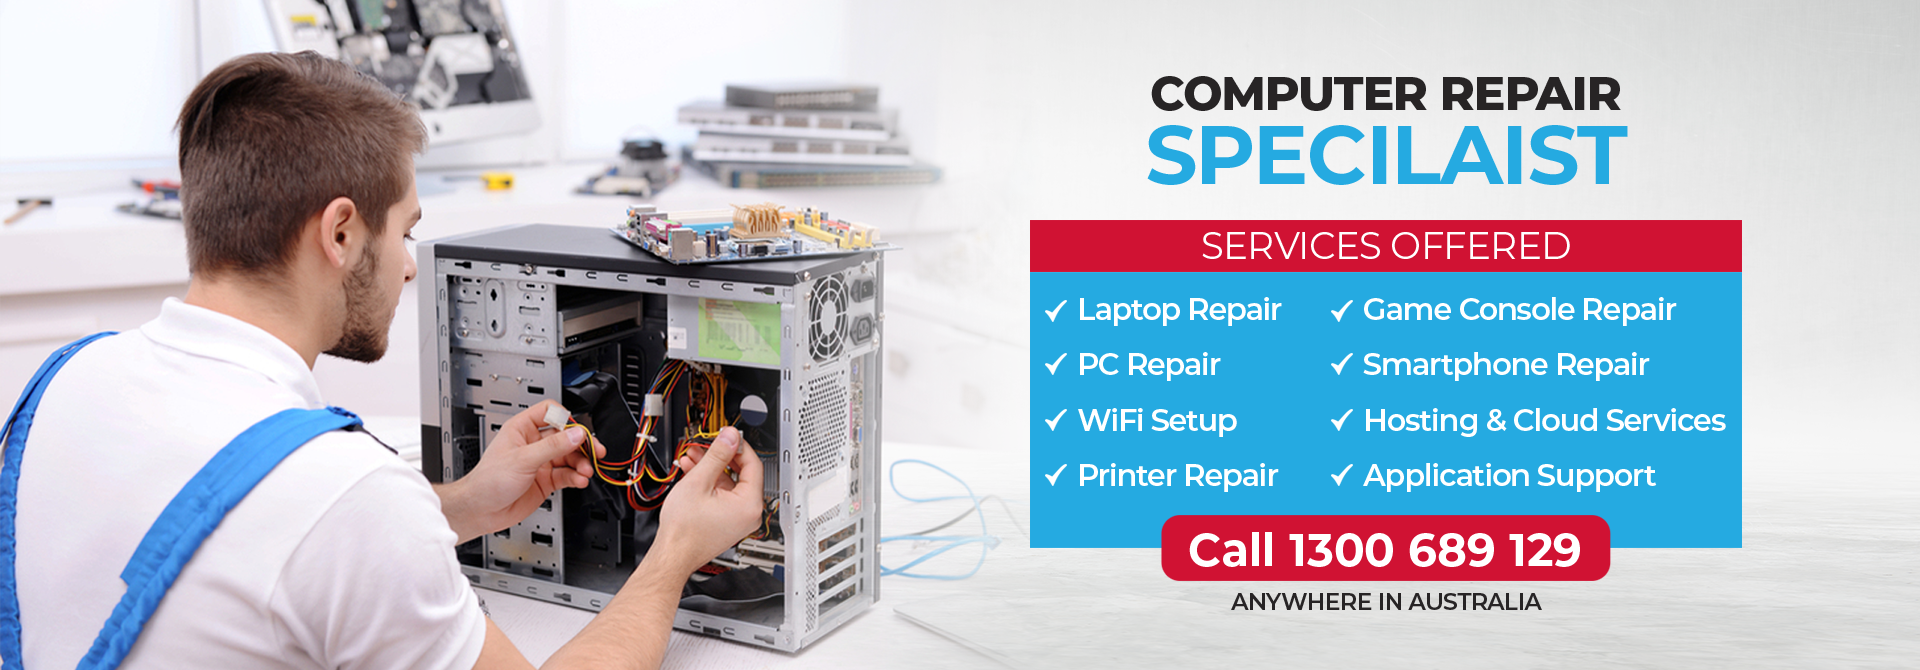 COMPUTER REPAIR
SPECILAIST
SERVICES OFFERED
Laptop Repair
Game Console Repair
PC Repair
Smartphone Repair
WiFi Setup
Hosting & Cloud Services
Printer Repair
Application Support
Call 1300 689 129
ANYWHERE IN AUSTRALIA